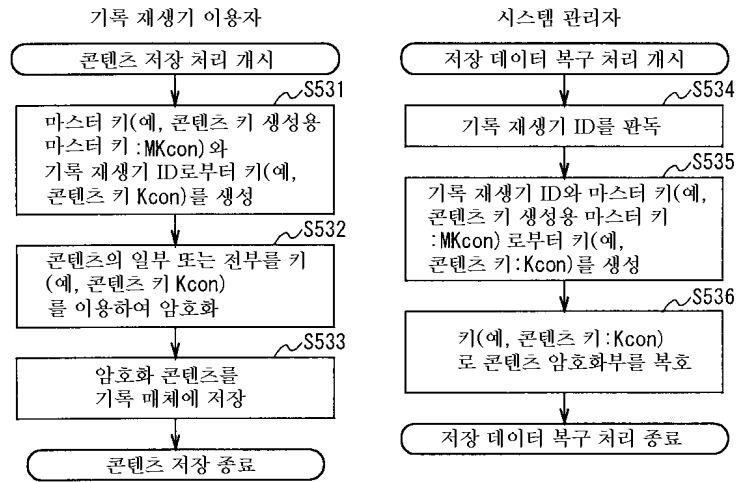 기록 재생기 이용자
콘텐츠 저장 처리 개시
S531
마스터 키(예, 콘텐츠 키 생성용
마스터 키 :MKcon)와
기록 재생기 ID로부터 키(예,
콘텐츠 키 Kcon)를 생성
S532
콘텐츠의 일부 또는 전부를 키
(예, 콘텐츠 키 Kcon)
를 이용하여 암호화
S533
암호화 콘텐츠를
기록 매체에 저장
콘텐츠 저장 종료
시스템 관리자
저장 데이터 복구 처리 개시
S534
기록 재생기 ID를 판독
S535
기록 재생기 ID와 마스터 키(예,
콘텐츠 키 생성용 마스터 키
:MKcon)로부터 키(예,
콘텐츠 키:Kcon)를 생성
S536
키(예, 콘텐츠 키:Kcon)
로 콘텐츠 암호화부를 복호
저장 데이터 복구 처리 종료